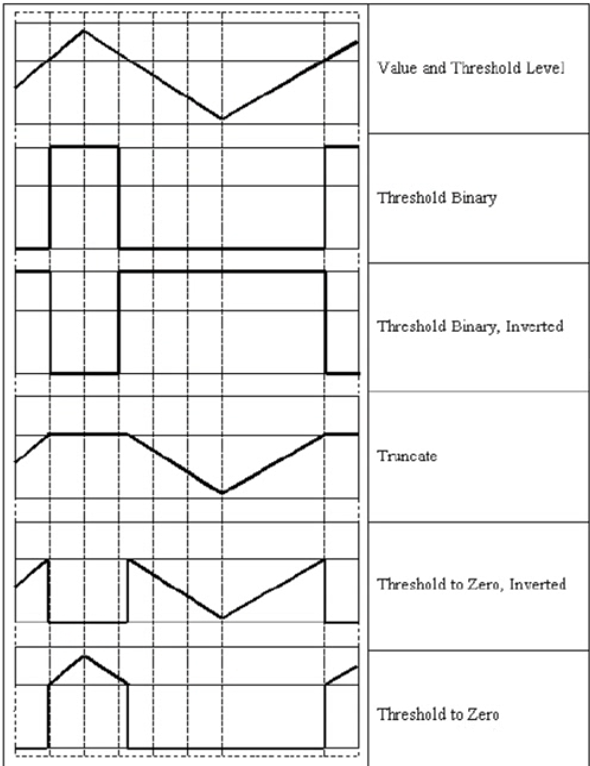 Value and Threshold Level
Threshold Binary
Threshold Binary, Inverted
Truncate
Threshold to Zero, Inverted
Threshold to Zero